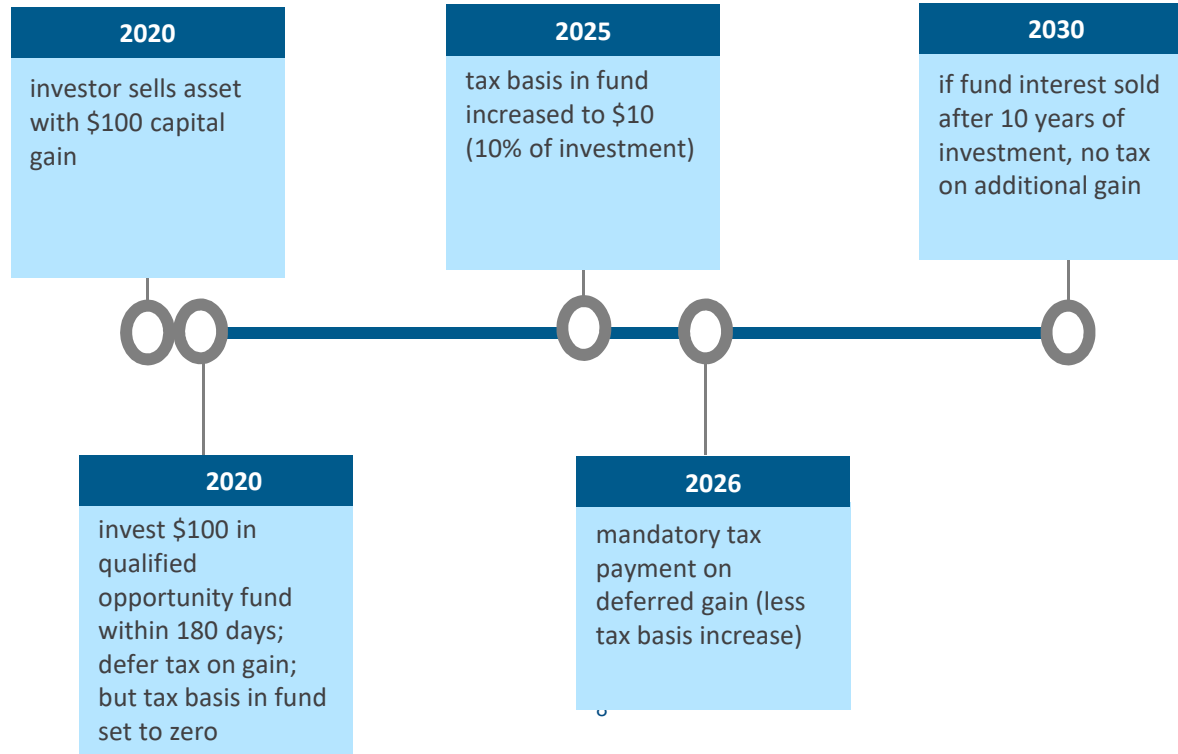 2020
investor sells asset
with $100 capital
gain
2025
tax basis in fund
increased to $10
(10% of investment)
2030
if fund interest sold
after 10 years of
investment, no tax
on additional gain
2020
invest $100 in
qualified
opportunity fund
within 180 days;
defer tax on gain;
but tax basis in fund
set to zero
2026
mandatory tax
payment on
deferred gain (less
tax basis increase)